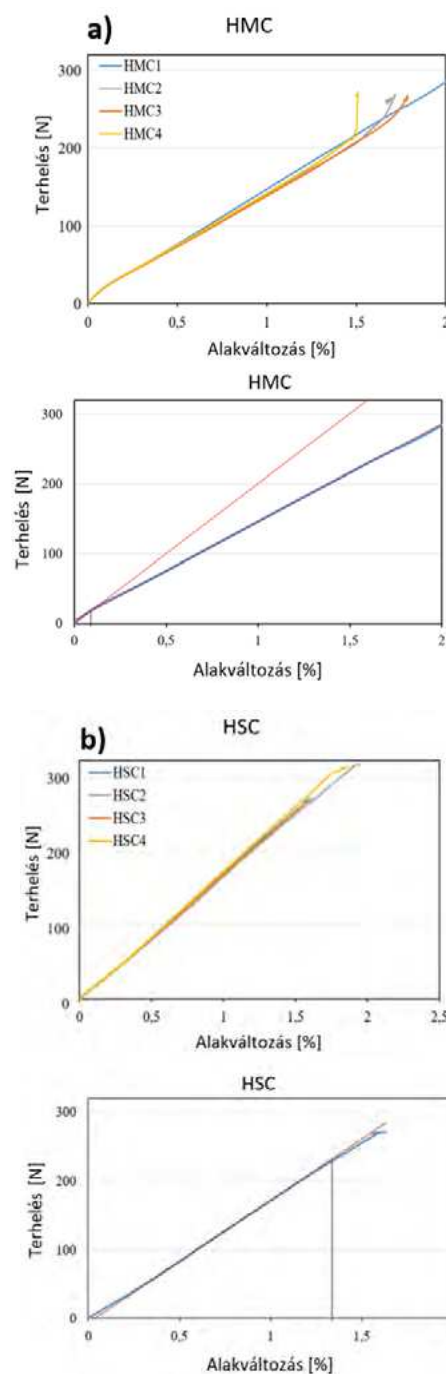 a)
HMC
Terhelés [N]
300
200
100
0
HMC1
HMC2
HMC3
HMC4
0
0,5
1
1,5
2
Alakváltozás [%]
HMC
Terhelés [N]
300
200
100
0
0
0,5
1
1,5
2
Alakváltozás [%]
b)
HSC
Terhelés [N]
300
200
100
0
HSC1
HSC2
HSC3
HSC4
0
0,5
1
1,5
2
2.5
Alakváltozás [%]
HSC
Terhelés [N]
300
200
100
0
0
0,5
1
1,5
Alakváltozás [%]